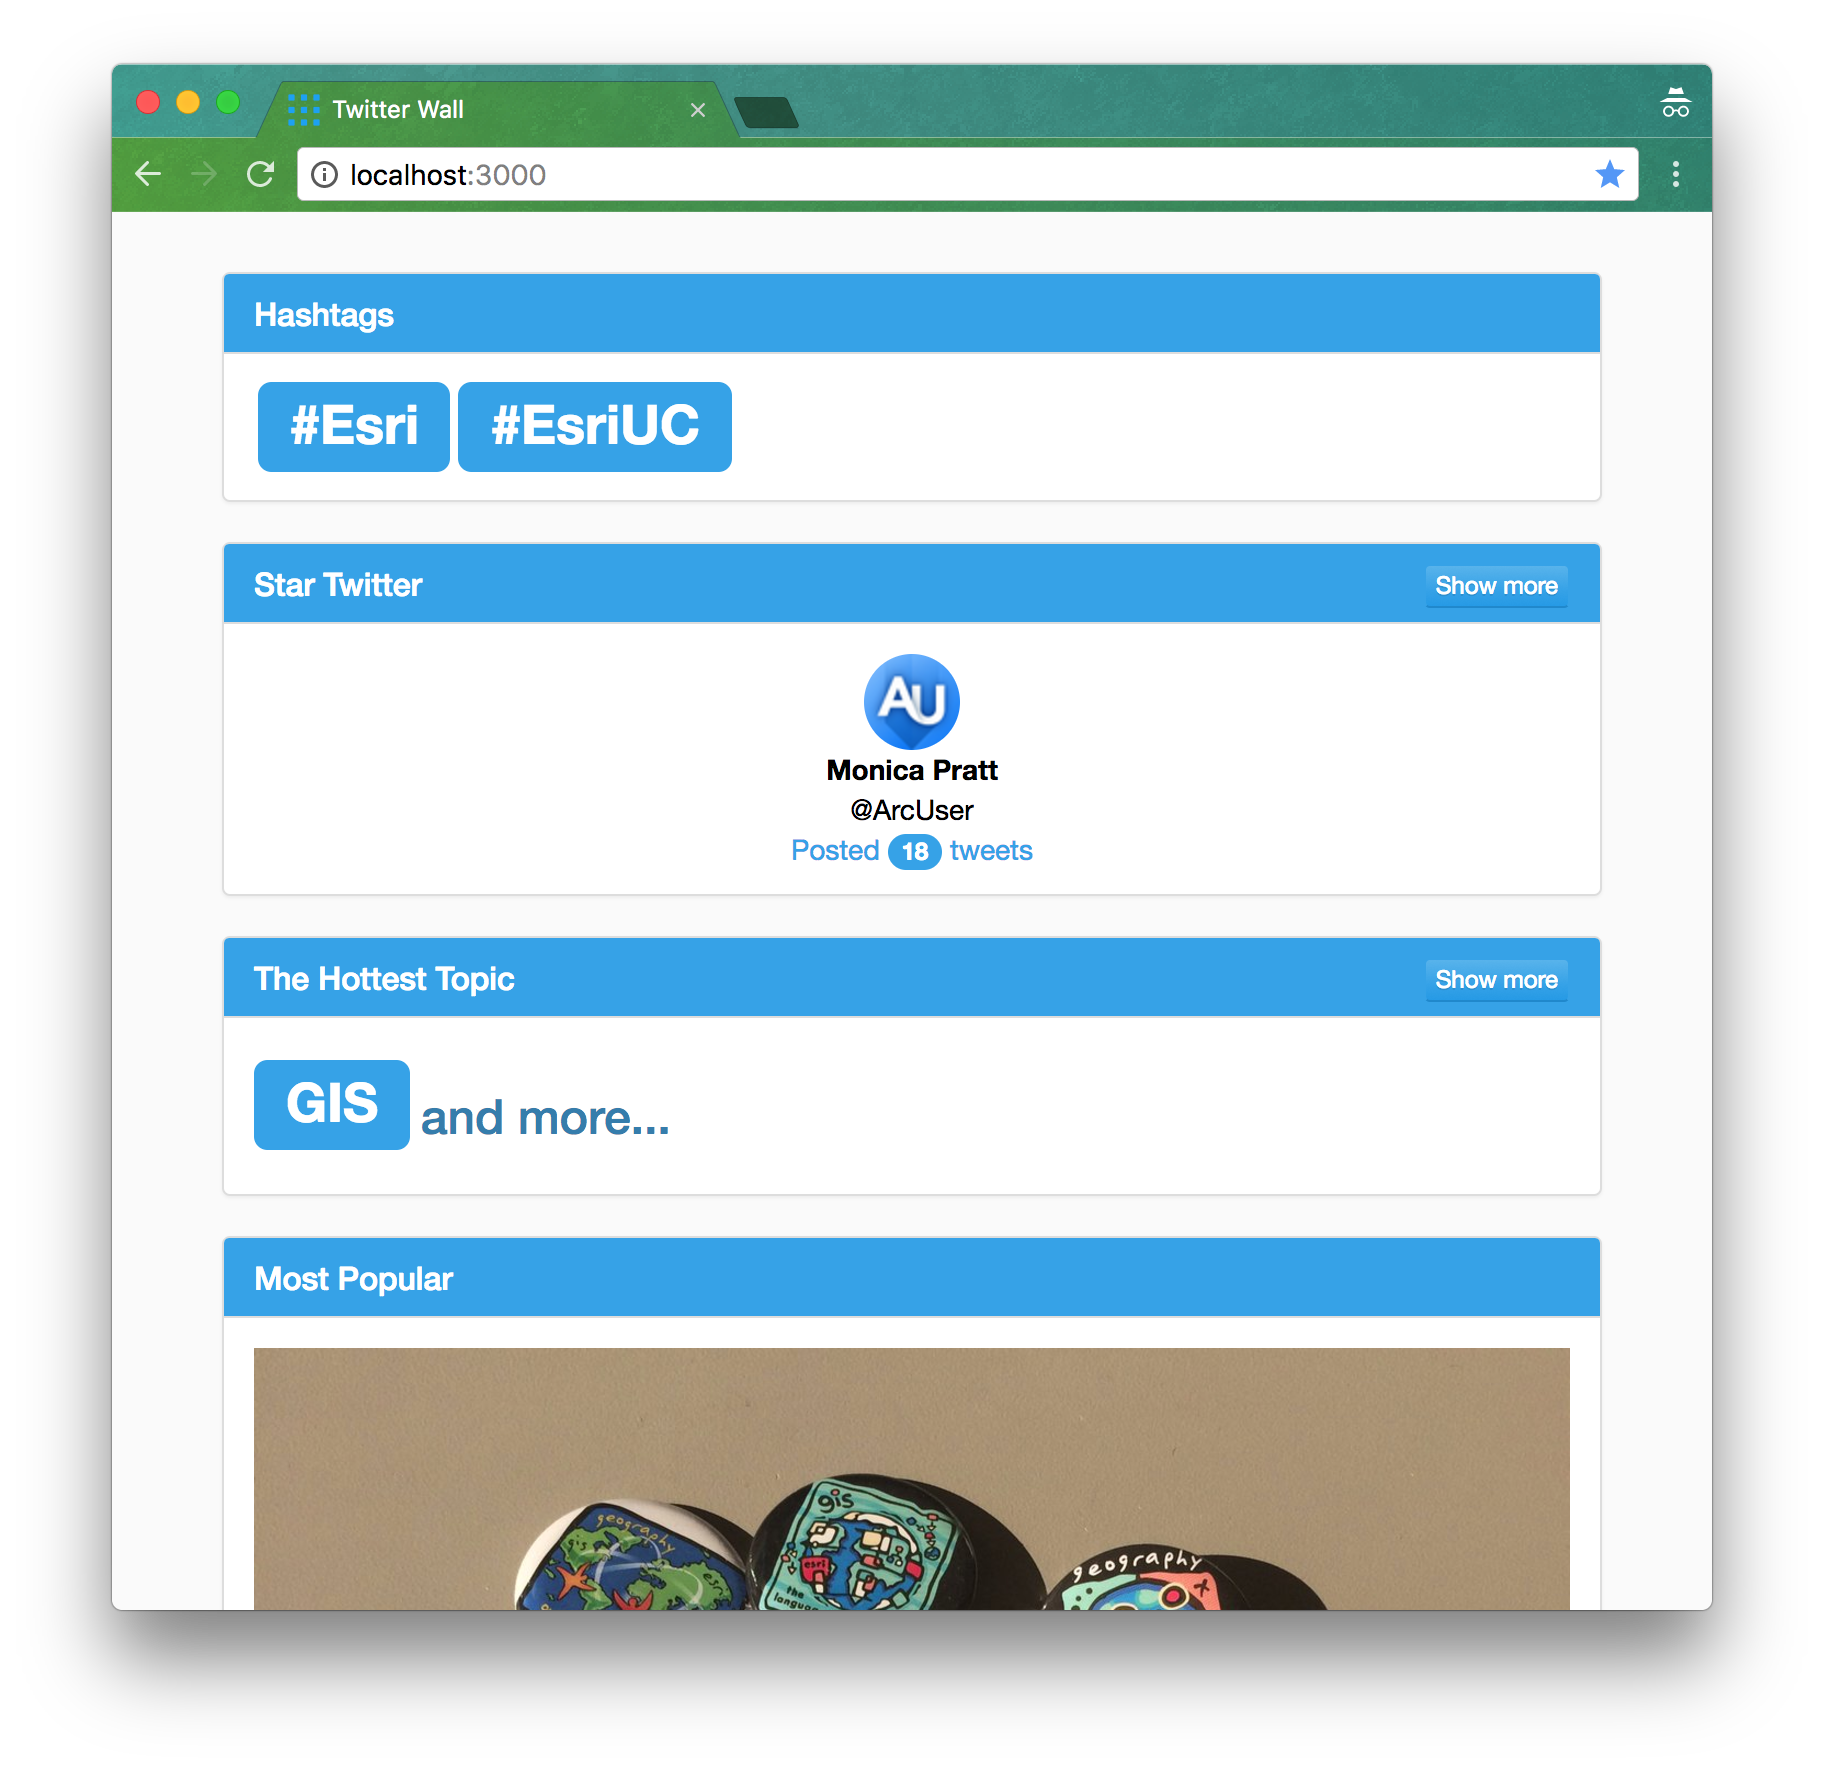 Twitter Wall
localhost:3000
Hashtags
#Esri #EsriUC
Star Twitter Show more
AU
Monica Pratt
@ArcUser
Posted 18 tweets
The Hottest Topic Show more
GIS and more...
Most Popular
geography
gis
esri
the
geography